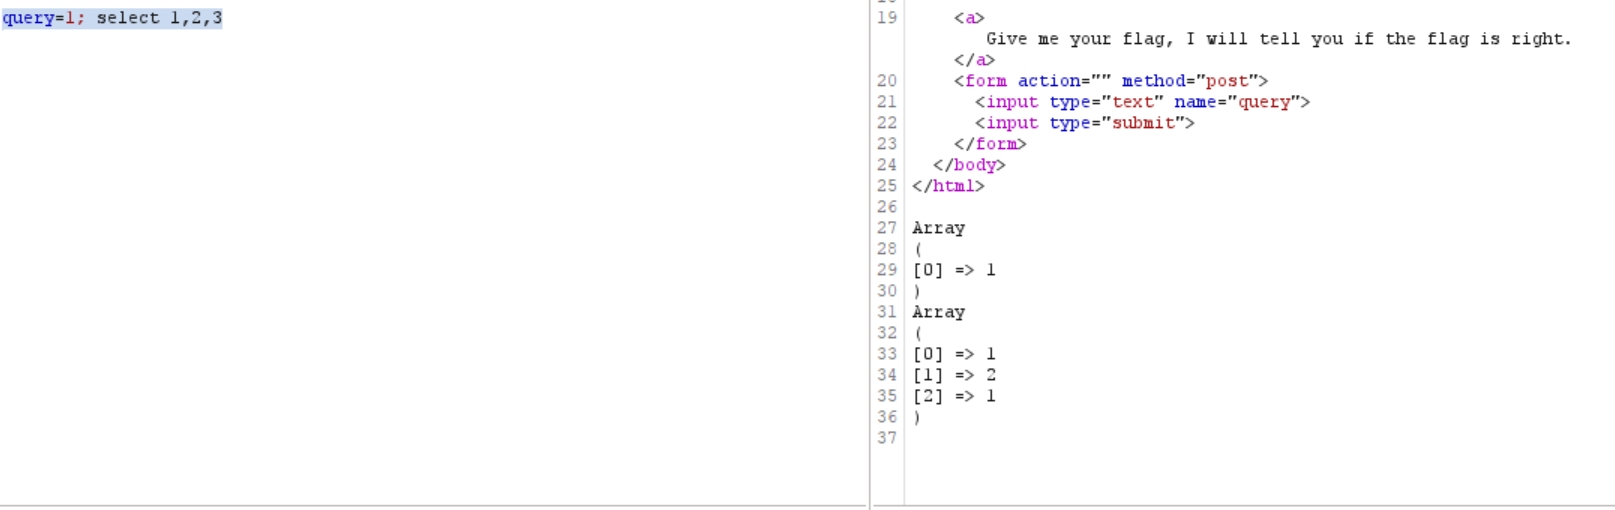 query=1; select 1,2,3
19 <a>
Give me your flag, I will tell you if the flag is right.
</a>
20 <form action="" method="post">
21 <input type="text" name="query">
22 <input type="submit">
23 </form>
24 </body>
25 </html>
26
27 Array
28 (
29 [0] => 1
30 )
31 Array
32 (
33 [0] => 1
34 [1] => 2
35 [2] => 1
36 )
37